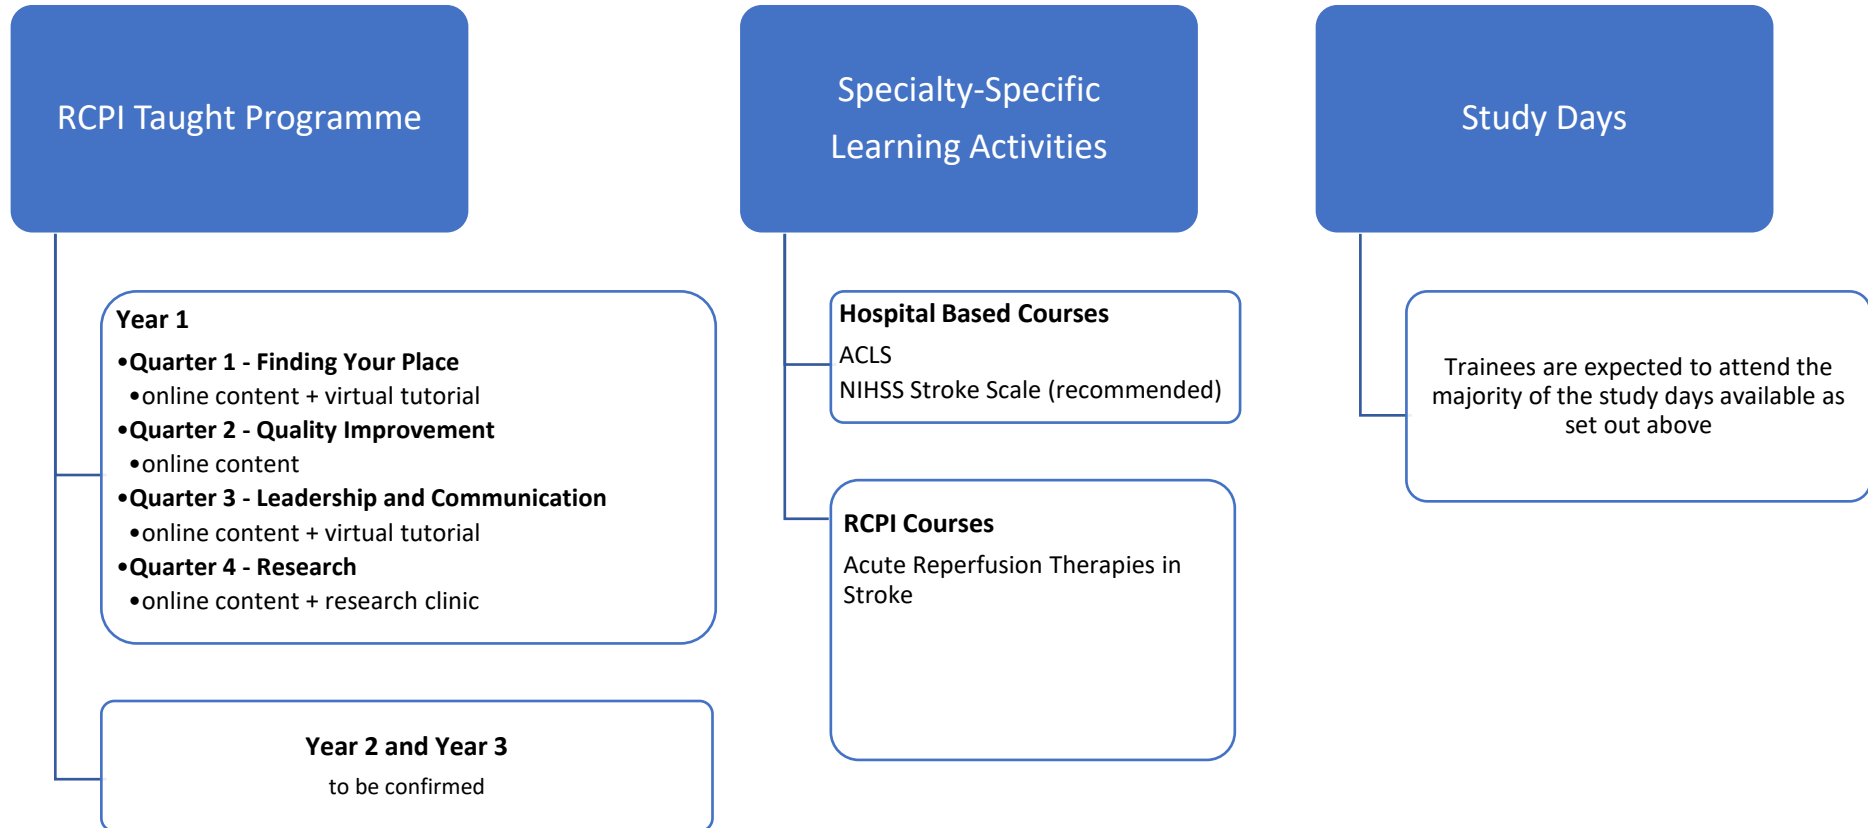 RCPI Taught Programme
Year 1
•Quarter 1 - Finding Your Place
•online content + virtual tutorial
•Quarter 2 - Quality Improvement
•online content
•Quarter 3 - Leadership and Communication
•online content + virtual tutorial
•Quarter 4 - Research
•online content + research clinic
Year 2 and Year 3
to be confirmed
Specialty-Specific
Learning Activities
Hospital Based Courses
ACLS
NIHSS Stroke Scale (recommended)
RCPI Courses
Acute Reperfusion Therapies in
Stroke
Study Days
Trainees are expected to attend the
majority of the study days available as
set out above